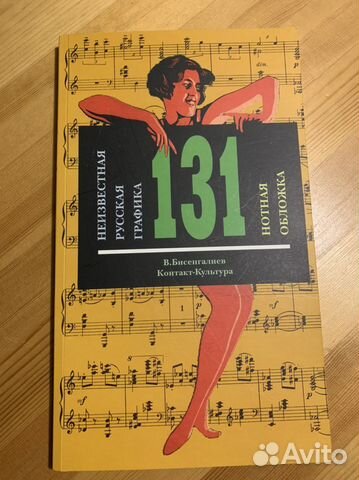 НЕИЗВЕСТНАЯ
РУССКАЯ
ГРАФИКА
131
НОТНАЯ
ОБЛОЖКА
В.Бисенгалиев
Контакт-Культура
Avito